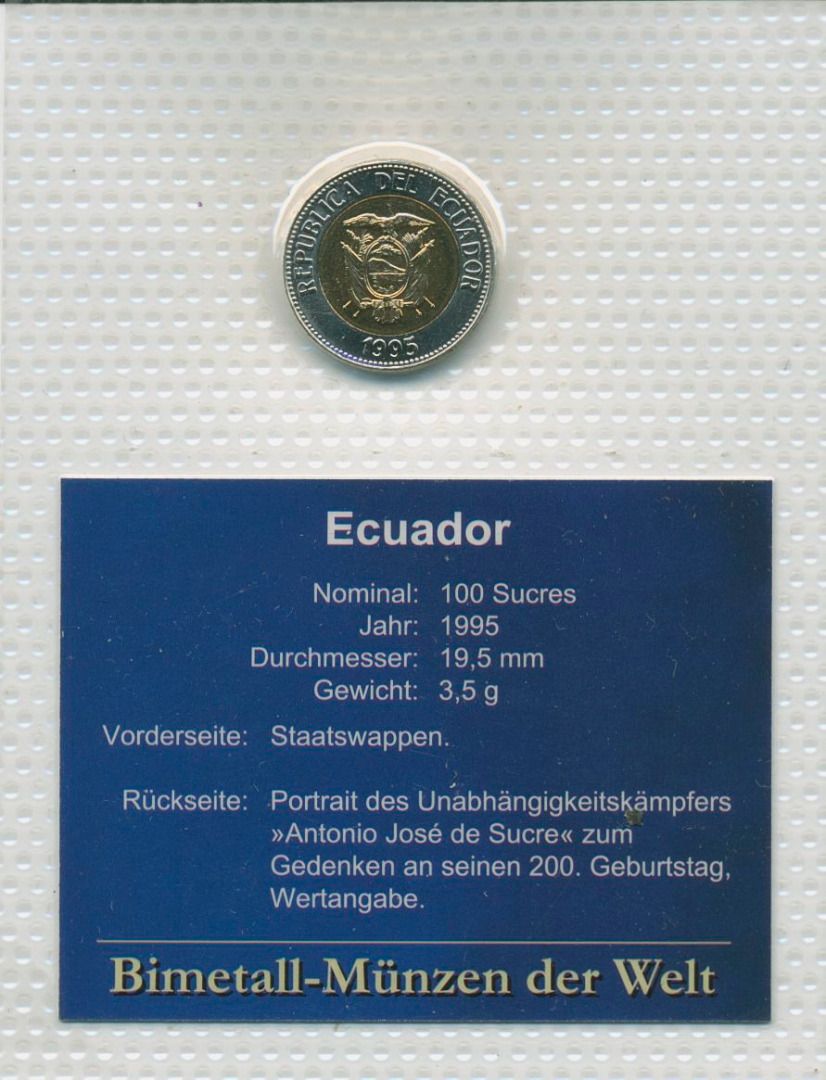 REPUBLICA DEL ECUADOR
1995
Ecuador
Nominal: 100 Sucres
Jahr: 1995
Durchmesser: 19,5 mm
Gewicht: 3,5 g
Vorderseite: Staatswappen.
Rückseite: Portrait des Unabhängigkeitskämpfers
»Antonio José de Sucre« zum
Gedenken an seinen 200. Geburtstag,
Wertangabe.
Bimetall-Münzen der Welt